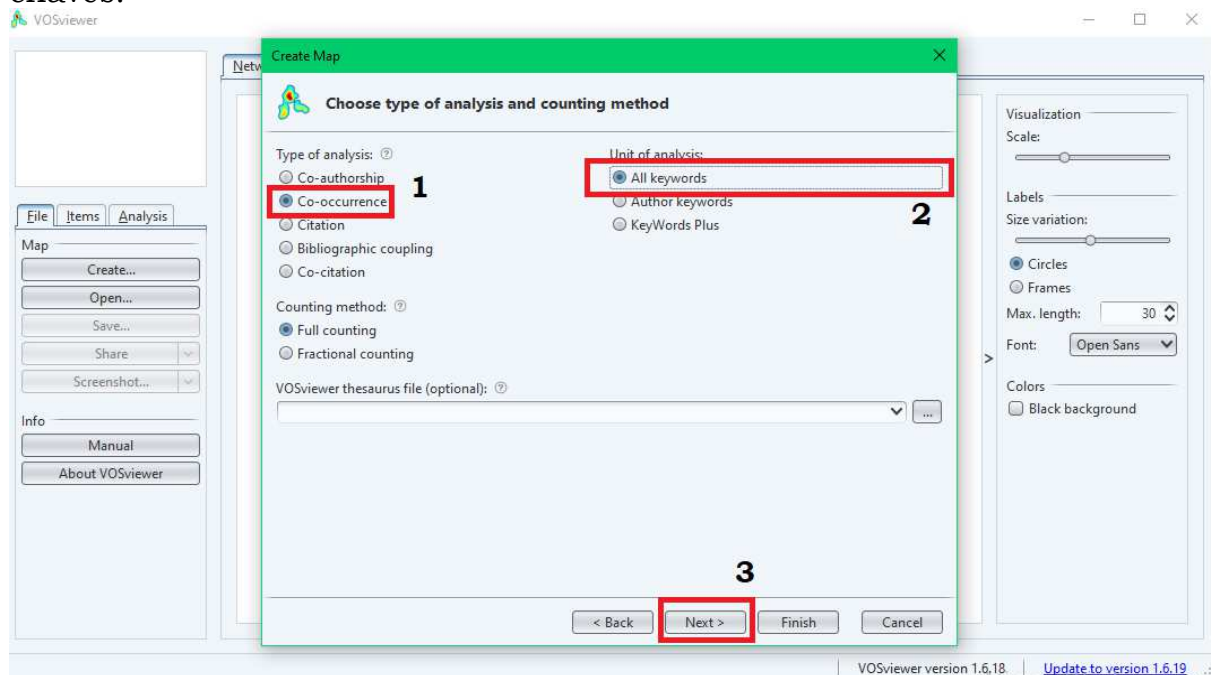 chaves.
VOSviewer
Create Map
Choose type of analysis and counting method
Type of analysis:
Co-authorship
Co-occurrence
Citation
Bibliographic coupling
Co-citation
1
Unit of analysis:
All keywords
Author keywords
KeyWords Plus
2
Counting method:
Full counting
Fractional counting
VOSviewer thesaurus file (optional):
...
3
< Back Next > Finish Cancel
File Items Analysis
Map
Create...
Open...
Save...
Share
Screenshot...
Info
Manual
About VOSviewer
>
Visualization
Scale:
Labels
Size variation:
Circles
Frames
Max. length: 30
Font: Open Sans
Colors
Black background
VOSviewer version 1.6.18 Update to version 1.6.19